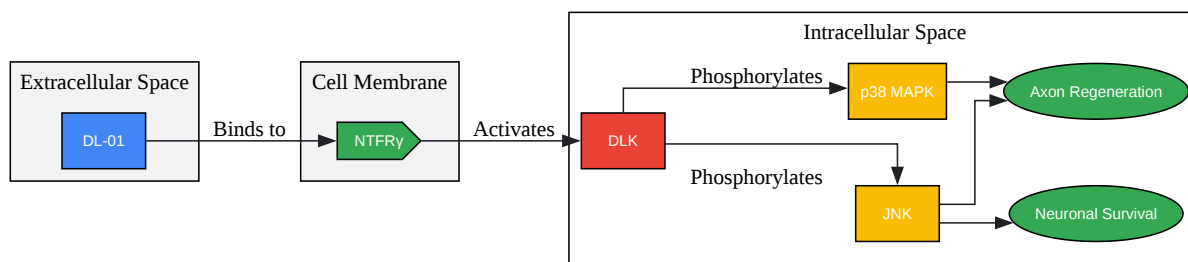 Intracellular Space
Extracellular Space
Cell Membrane
DL-01
Binds to
NTFRγ
Activates
DLK
Phosphorylates
p38 MAPK
Axon Regeneration
Phosphorylates
JNK
Neuronal Survival